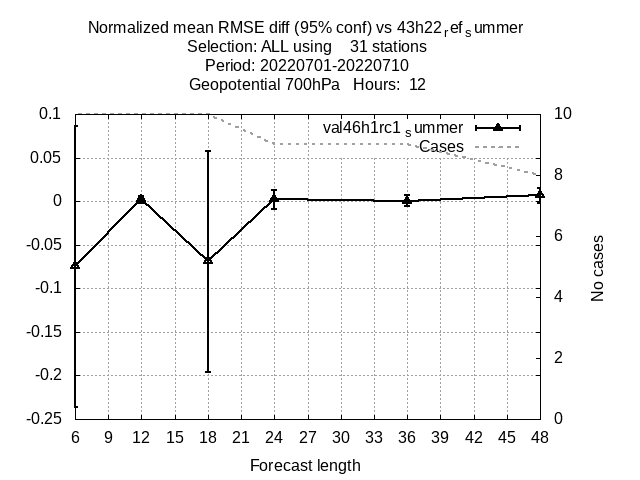 Normalized mean RMSE diff (95% conf) vs 43h22refsummer
Selection: ALL using 31 stations
Period: 20220701-20220710
Geopotential 700hPa Hours: 12
val46h1rc1summer
Cases
0.1
0.05
0
-0.05
-0.1
-0.15
-0.2
-0.25
10
8
6
4
2
0
No cases
6 9 12 15 18 21 24 27 30 33 36 39 42 45 48
Forecast length